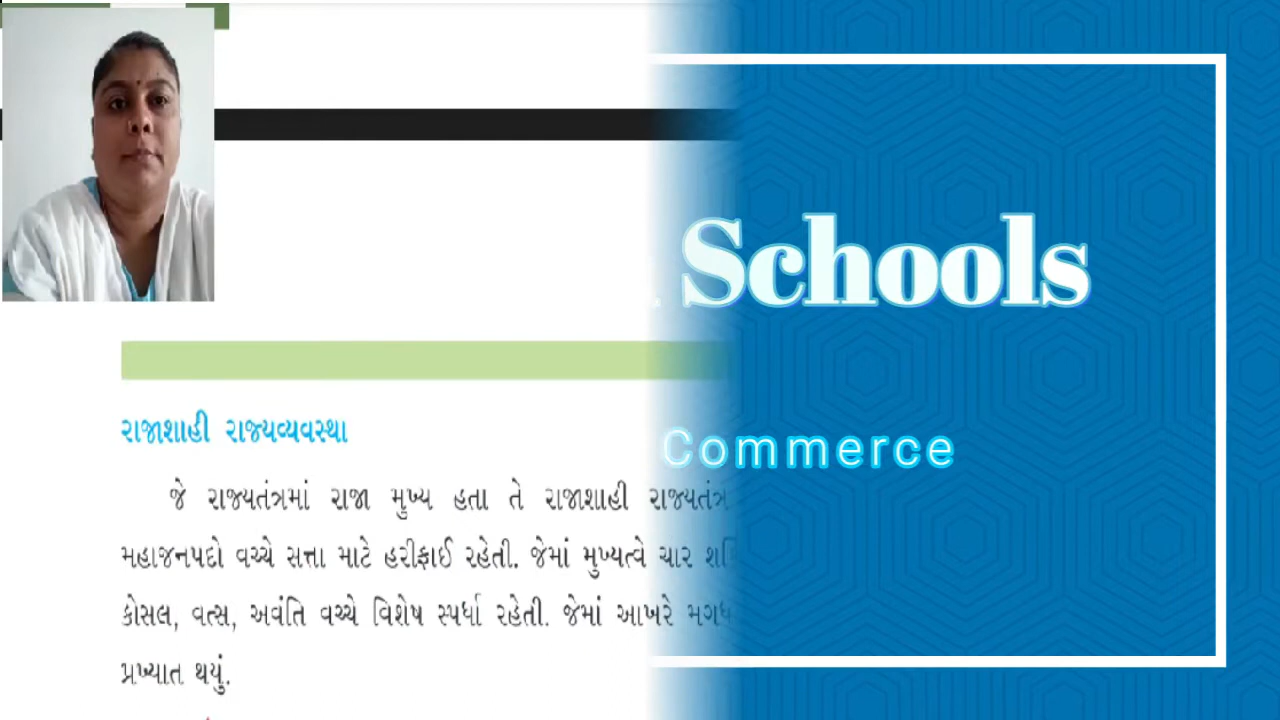 Schools
Commerce
રાજાશાહી રાજ્યવ્યવસ્થા
જે રાજ્યતંત્રમાં રાજા મુખ્ય હતા તે રાજાશાહી
મહાજનપદો વચ્ચે સત્તા માટે હરીફાઈ રહેતી. જેમાં મુખ્યત્વે ચાર
કોસલ, વત્સ, અવંતિ વચ્ચે વિશેષ સ્પર્ધા રહેતી. જેમાં આખરે
પ્રખ્યાત થયું.